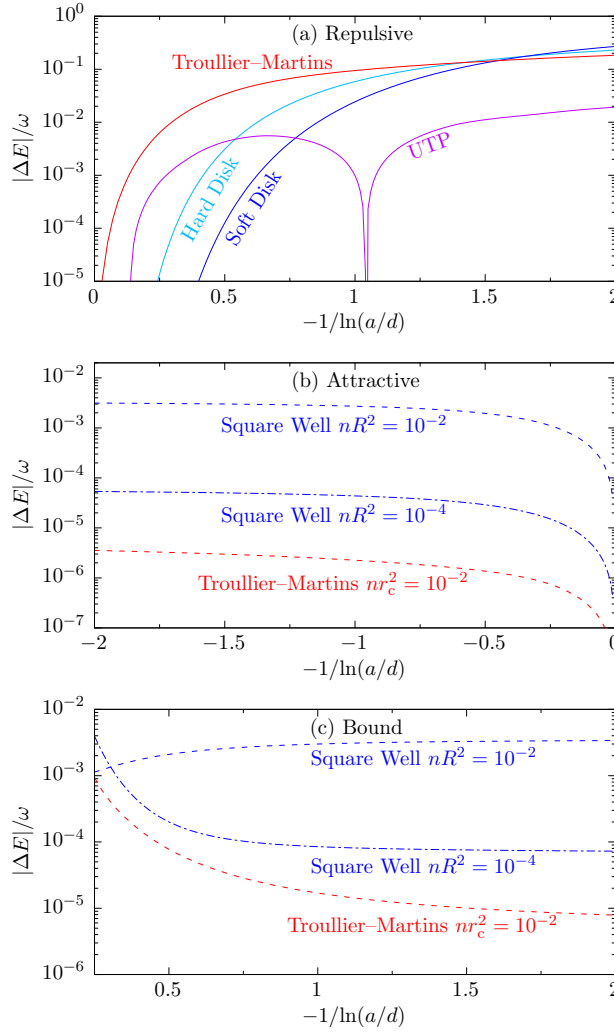 10^0
(a) Repulsive
Troullier–Martins
10^{-1}
10^{-2}
10^{-3}
10^{-4}
10^{-5}
|ΔE|/ω
Hard Disk
Soft Disk
UTP
0 0.5 1 1.5 2
−1/ln(a/d)
10^{-2}
(b) Attractive
10^{-3}
Square Well nR^2 = 10^{-2}
10^{-4}
Square Well nR^2 = 10^{-4}
10^{-5}
10^{-6}
Troullier–Martins nr_c^2 = 10^{-2}
10^{-7}
|ΔE|/ω
−2 −1.5 −1 −0.5 0
−1/ln(a/d)
10^{-2}
(c) Bound
Square Well nR^2 = 10^{-2}
10^{-3}
10^{-4}
Square Well nR^2 = 10^{-4}
10^{-5}
Troullier–Martins nr_c^2 = 10^{-2}
10^{-6}
|ΔE|/ω
0.5 1 1.5 2
−1/ln(a/d)